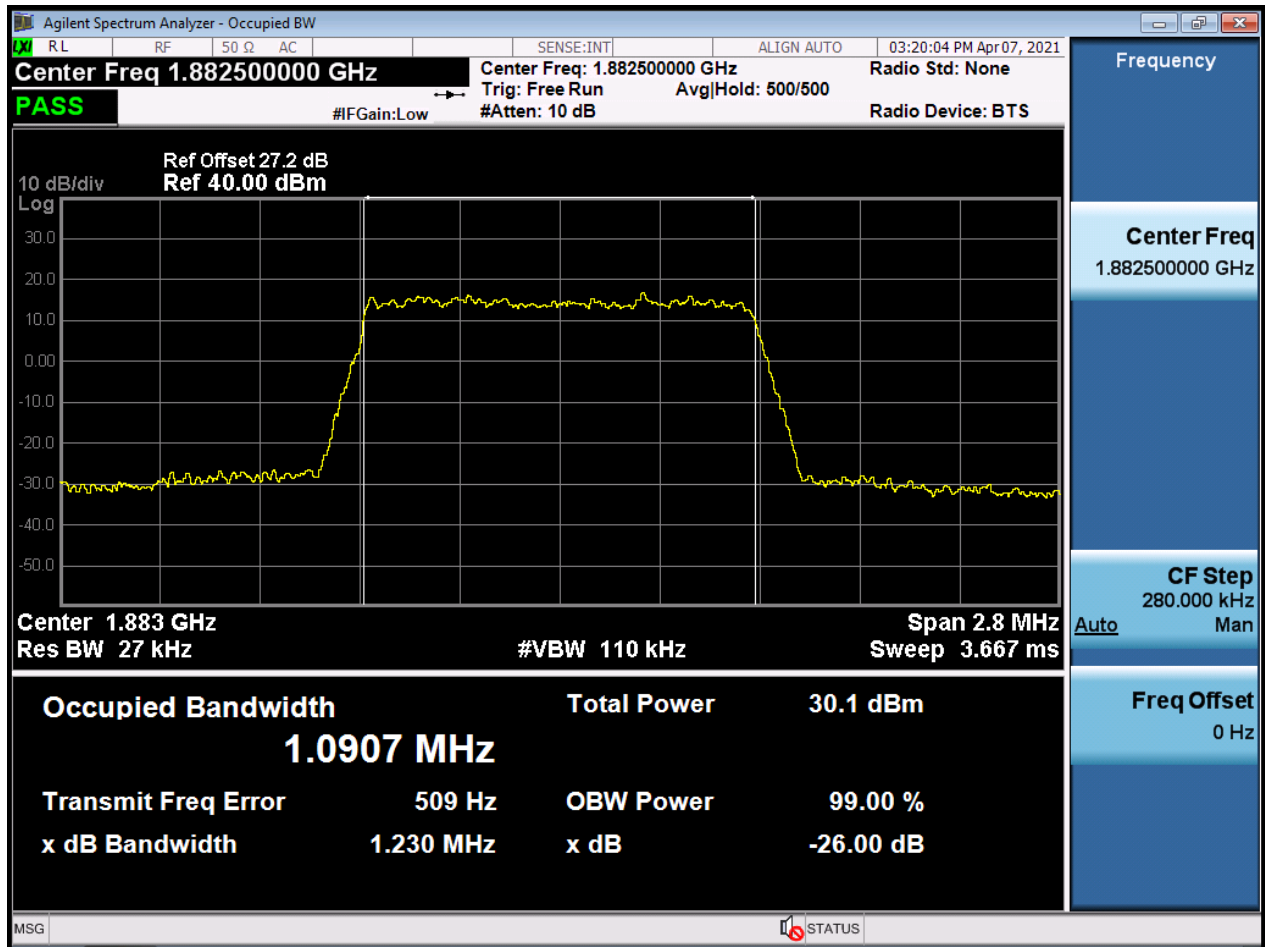 Agilent Spectrum Analyzer - Occupied BW
LXI RL RF 50 Ω AC SENSE:INT ALIGN AUTO 03:20:04 PM Apr 07, 2021
Center Freq 1.882500000 GHz
PASS
#IFGain:Low
Center Freq: 1.882500000 GHz
Trig: Free Run Avg|Hold: 500/500
#Atten: 10 dB
Radio Std: None
Radio Device: BTS
Ref Offset 27.2 dB
10 dB/div Ref 40.00 dBm
Log
30.0
20.0
10.0
0.00
-10.0
-20.0
-30.0
-40.0
-50.0
Center 1.883 GHz Span 2.8 MHz
Res BW 27 kHz #VBW 110 kHz Sweep 3.667 ms
Occupied Bandwidth Total Power 30.1 dBm
1.0907 MHz
Transmit Freq Error 509 Hz OBW Power 99.00 %
x dB Bandwidth 1.230 MHz x dB -26.00 dB
Frequency
Center Freq
1.882500000 GHz
CF Step
280.000 kHz
Auto Man
Freq Offset
0 Hz
MSG STATUS